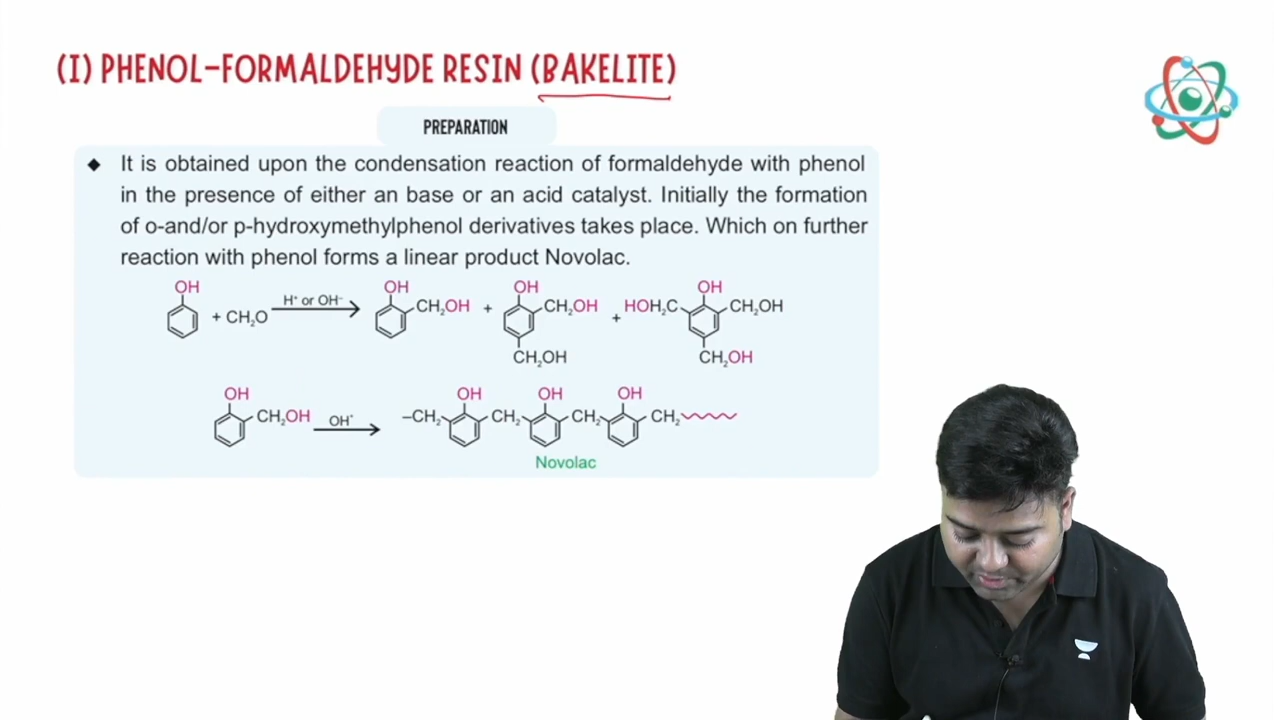 (I) PHENOL-FORMALDEHYDE RESIN (BAKELITE)
PREPARATION
◆ It is obtained upon the condensation reaction of formaldehyde with phenol
in the presence of either an base or an acid catalyst. Initially the formation
of o-and/or p-hydroxymethylphenol derivatives takes place. Which on further
reaction with phenol forms a linear product Novolac.
OH OH OH OH
+ CH₂O H⁺ or OH⁻ CH₂OH + CH₂OH + HOH₂C CH₂OH
CH₂OH CH₂OH
OH OH OH OH
CH₂OH OH⁻ –CH₂ CH₂ CH₂ CH₂
Novolac